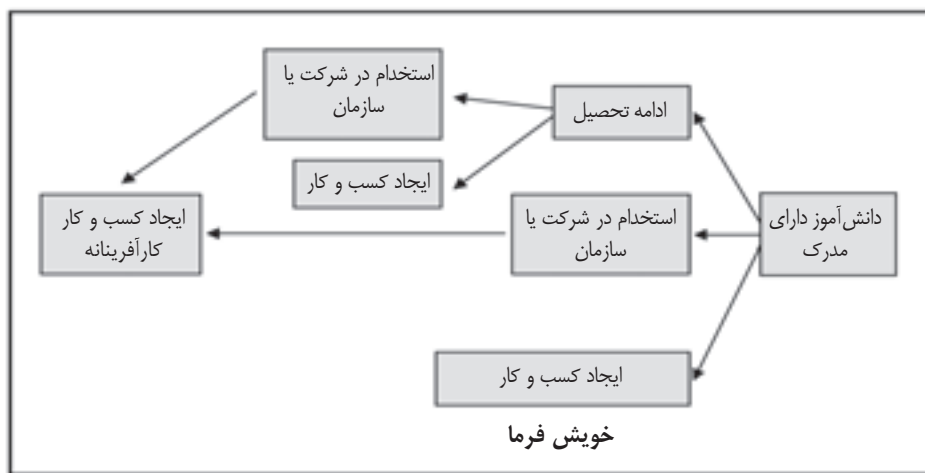 دانش‌آموز دارای
مدرک
ادامه تحصیل
استخدام در شرکت یا
سازمان
ایجاد کسب و کار
استخدام در شرکت یا
سازمان
ایجاد کسب و کار
کارآفرینانه
ایجاد کسب و کار
خویش فرما